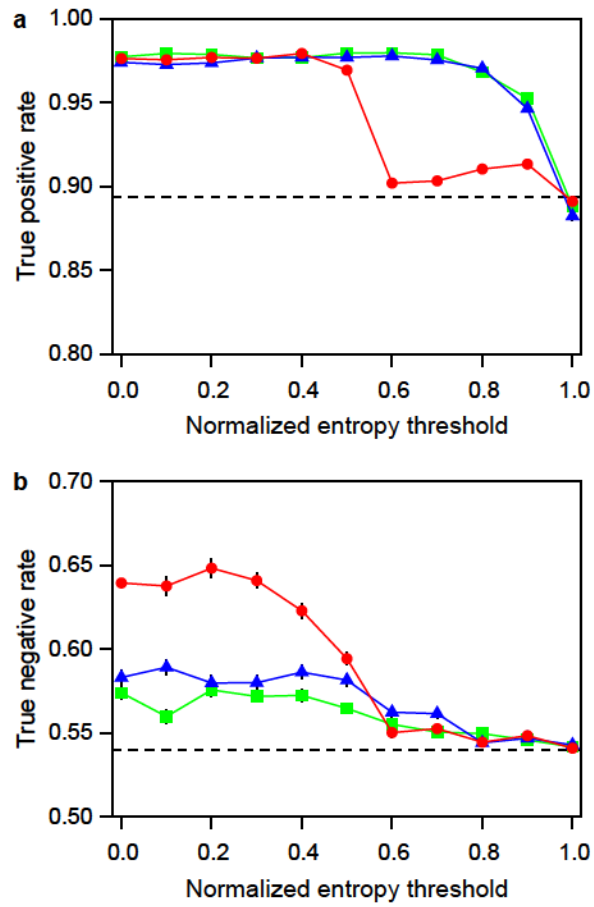 a
True positive rate
1.00
0.95
0.90
0.85
0.80
0.0 0.2 0.4 0.6 0.8 1.0
Normalized entropy threshold
b
True negative rate
0.70
0.65
0.60
0.55
0.50
0.0 0.2 0.4 0.6 0.8 1.0
Normalized entropy threshold